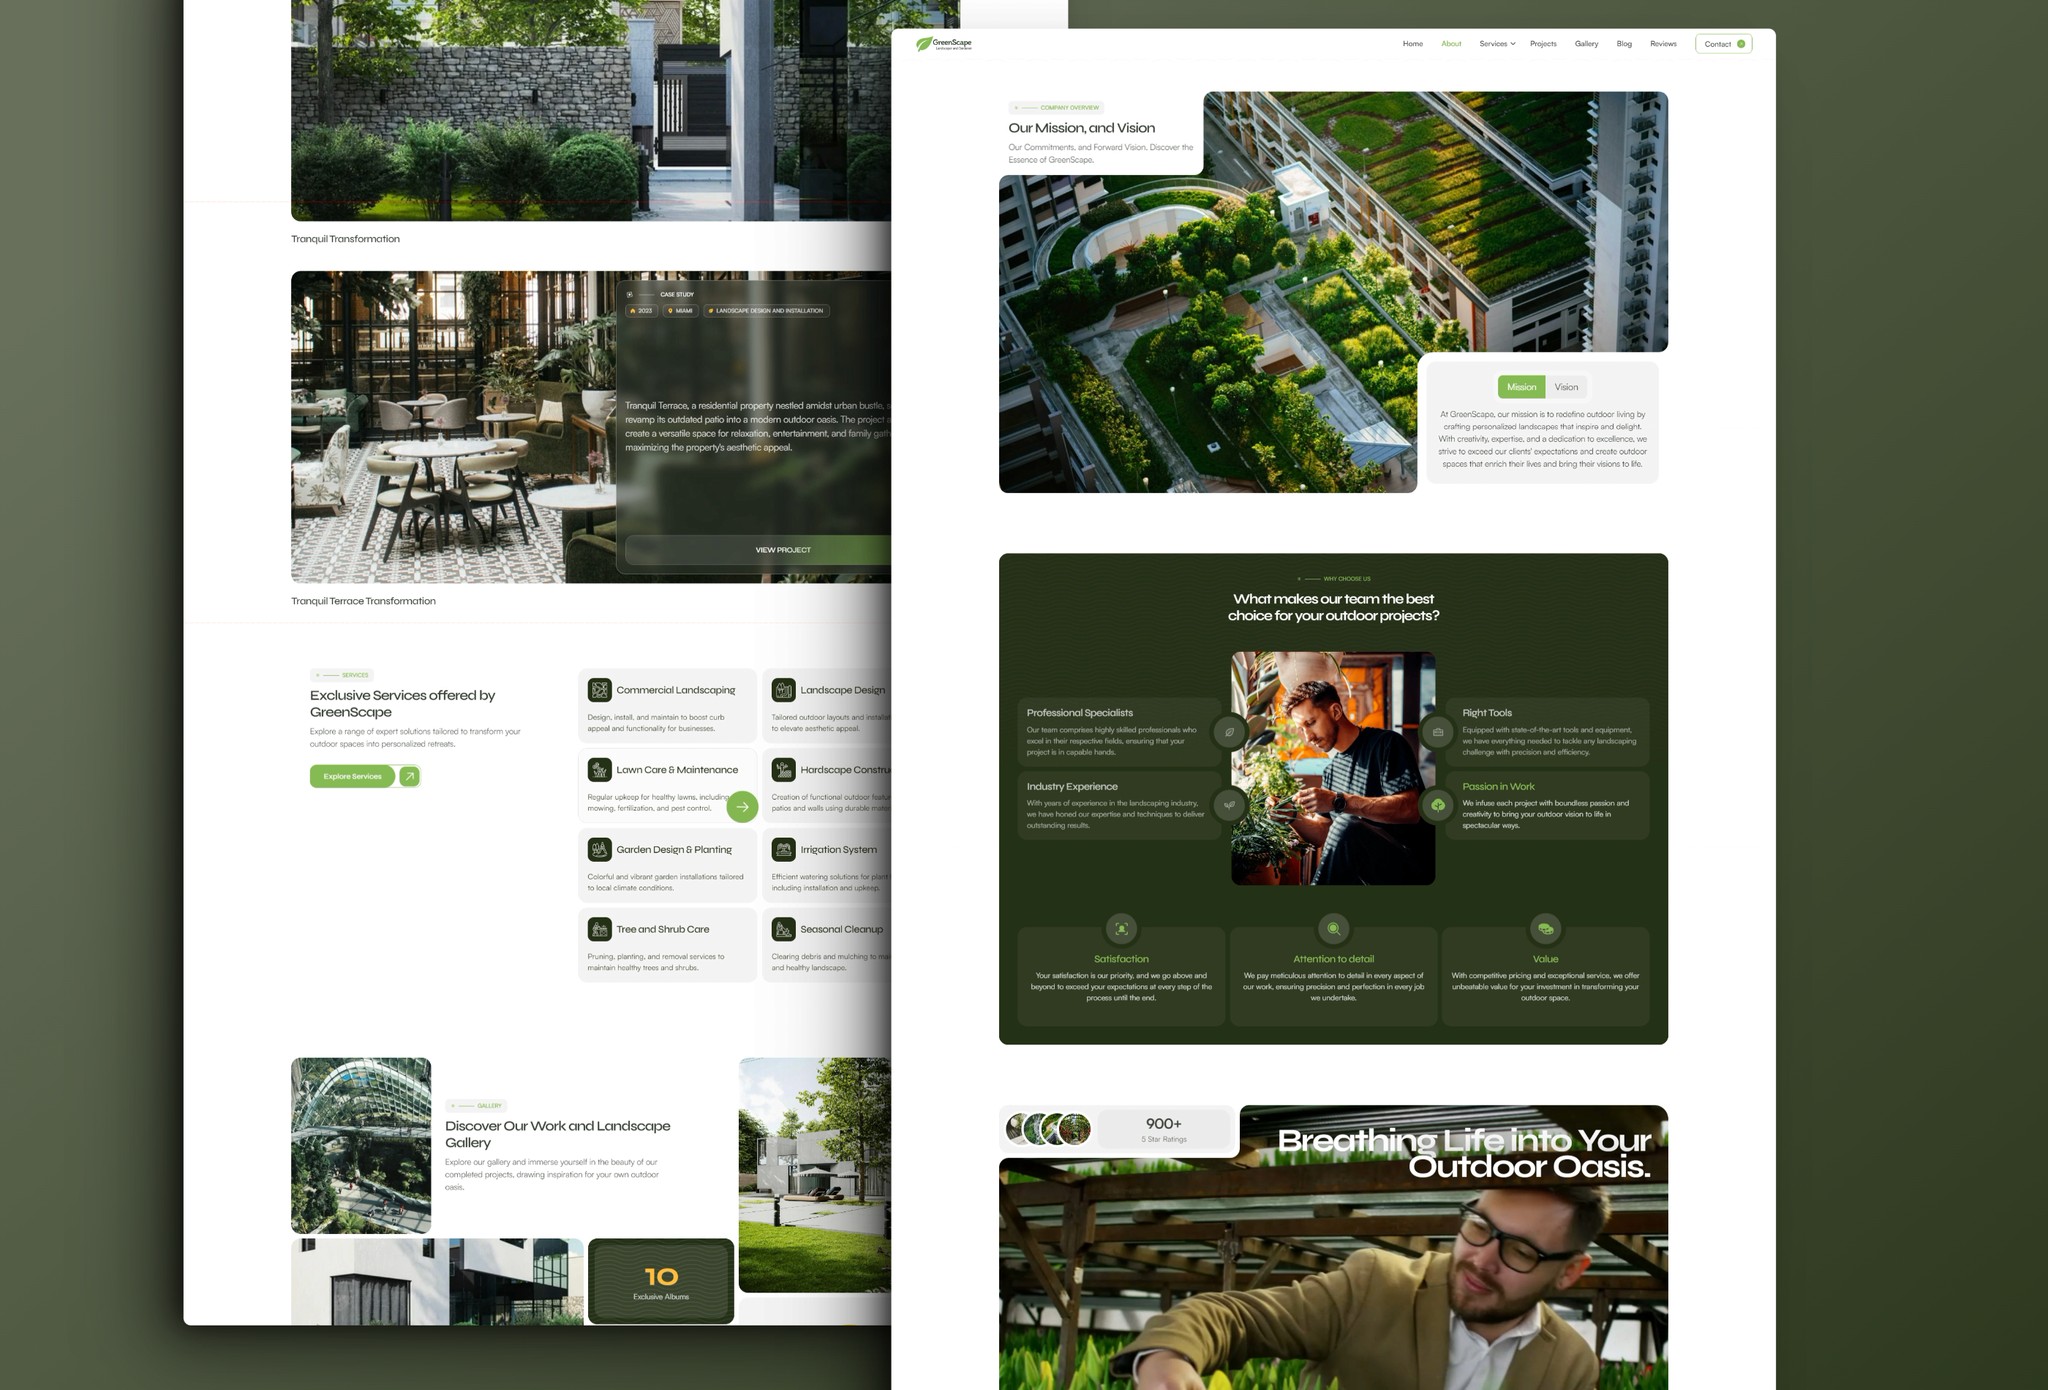 Tranquil Transformation
CASE STUDY
2023
MIAMI
LANDSCAPE DESIGN AND INSTALLATION
Tranquil Terrace, a residential property nestled amidst urban bustle, s
revamp its outdated patio into a modern outdoor oasis. The project a
create a versatile space for relaxation, entertainment, and family gath
maximizing the property's aesthetic appeal.
VIEW PROJECT
Tranquil Terrace Transformation
SERVICES
Exclusive Services offered by
GreenScape
Explore a range of expert solutions tailored to transform your
outdoor spaces into personalized retreats.
Explore Services
Commercial Landscaping
Design, install, and maintain to boost curb
appeal and functionality for businesses.
Landscape Design
Tailored outdoor layouts and installat
to elevate aesthetic appeal.
Lawn Care & Maintenance
Regular upkeep for healthy lawns, including
mowing, fertilization, and pest control.
Hardscape Constru
Creation of functional outdoor featur
patios and walls using durable mater
Garden Design & Planting
Colorful and vibrant garden installations tailored
to local climate conditions.
Irrigation System
Efficient watering solutions for plant
including installation and upkeep.
Tree and Shrub Care
Pruning, planting, and removal services to
maintain healthy trees and shrubs.
Seasonal Cleanup
Clearing debris and mulching to ma
and healthy landscape.
GALLERY
Discover Our Work and Landscape
Gallery
Explore our gallery and immerse yourself in the beauty of our
completed projects, drawing inspiration for your own outdoor
oasis.
10
Exclusive Albums
GreenScape
Home
About
Services
Projects
Gallery
Blog
Reviews
Contact
COMPANY OVERVIEW
Our Mission, and Vision
Our Commitments, and Forward Vision, Discover the
Essence of GreenScape.
Mission
Vision
At GreenScape, our mission is to redefine outdoor living by
crafting personalized landscapes that inspire and delight.
With creativity, expertise, and a dedication to excellence, we
strive to exceed our clients' expectations and create outdoor
spaces that enrich their lives and bring their visions to life.
WHY CHOOSE US
What makes our team the best
choice for your outdoor projects?
Professional Specialists
Our team comprises highly skilled professionals who
excel in their respective fields, ensuring that your
project is in capable hands.
Industry Experience
With years of experience in the landscaping industry,
we have honed our expertise and techniques to deliver
outstanding results.
Right Tools
Equipped with state-of-the-art tools and equipment,
we have everything needed to tackle any landscaping
challenge with precision and efficiency.
Passion in Work
We infuse each project with boundless passion and
creativity to bring your outdoor vision to life in
spectacular ways.
Satisfaction
Your satisfaction is our priority, and we go above and
beyond to exceed your expectations at every step of the
process until the end.
Attention to detail
We pay meticulous attention to detail in every aspect of
our work, ensuring precision and perfection in every job
we undertake.
Value
With competitive pricing and exceptional service, we offer
unbeatable value for your investment in transforming your
outdoor space.
900+
5 Star Ratings
Breathing Life into Your
Outdoor Oasis.